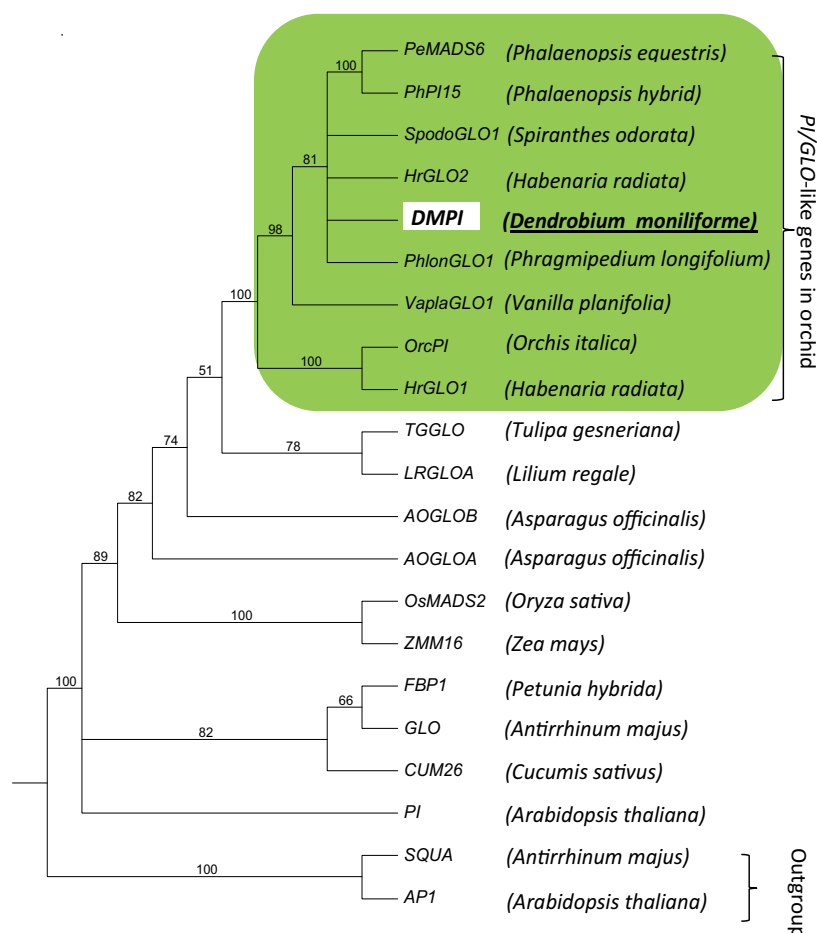 PeMADS6 (Phalaenopsis equestris)
100
PhPI15 (Phalaenopsis hybrid)
SpodoGLO1 (Spiranthes odorata)
81
HrGLO2 (Habenaria radiata)
DMPI (Dendrobium moniliforme)
98
PhlonGLO1 (Phragmipedium longifolium)
100
VaplaGLO1 (Vanilla planifolia)
OrcPI (Orchis italica)
100
HrGLO1 (Habenaria radiata)
PI/GLO-like genes in orchid
51
TGGLO (Tulipa gesneriana)
78
LRGLOA (Lilium regale)
74
AOGLOB (Asparagus officinalis)
82
AOGLOA (Asparagus officinalis)
89
OsMADS2 (Oryza sativa)
100
ZMM16 (Zea mays)
100
FBP1 (Petunia hybrida)
66
GLO (Antirrhinum majus)
82
CUM26 (Cucumis sativus)
PI (Arabidopsis thaliana)
SQUA (Antirrhinum majus)
100
AP1 (Arabidopsis thaliana)
Outgroup